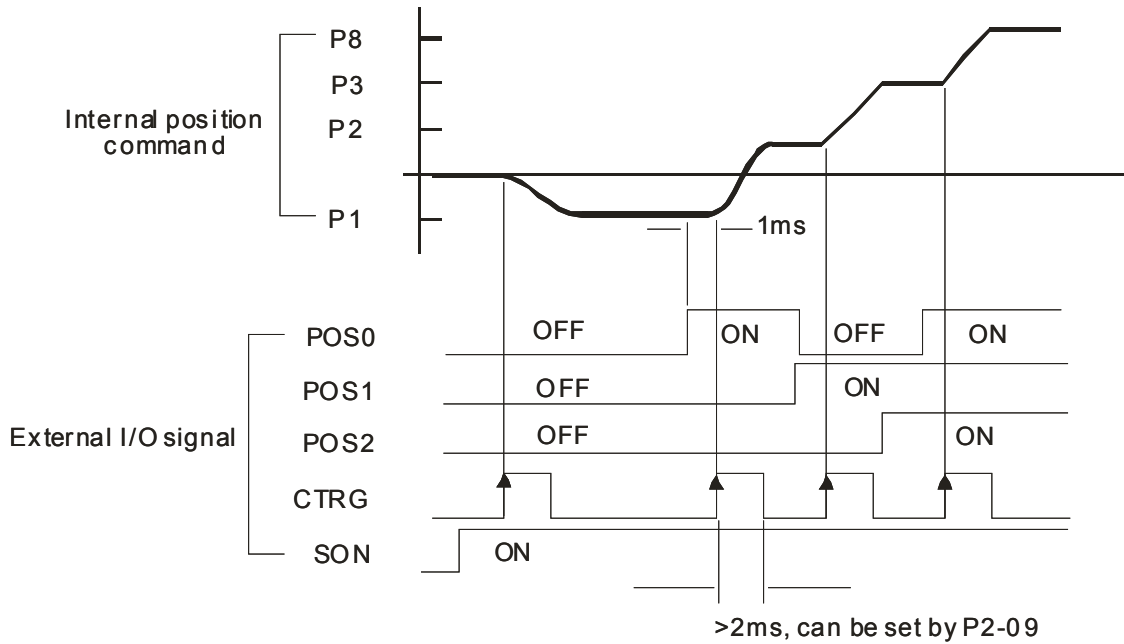 P8
P3
Internal position
command
P2
P1
1ms
POS0
OFF
ON
OFF
ON
POS1
OFF
ON
POS2
OFF
ON
External I/O signal
CTRG
SON
ON
>2ms, can be set by P2-09